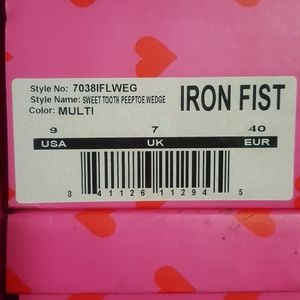 Style No: 7038IFLWEG
Style Name: SWEET TOOTH PEEPTOE WEDGE
Color: MULTI
IRON FIST
9 7 40
USA UK EUR
3 41126 11294 5